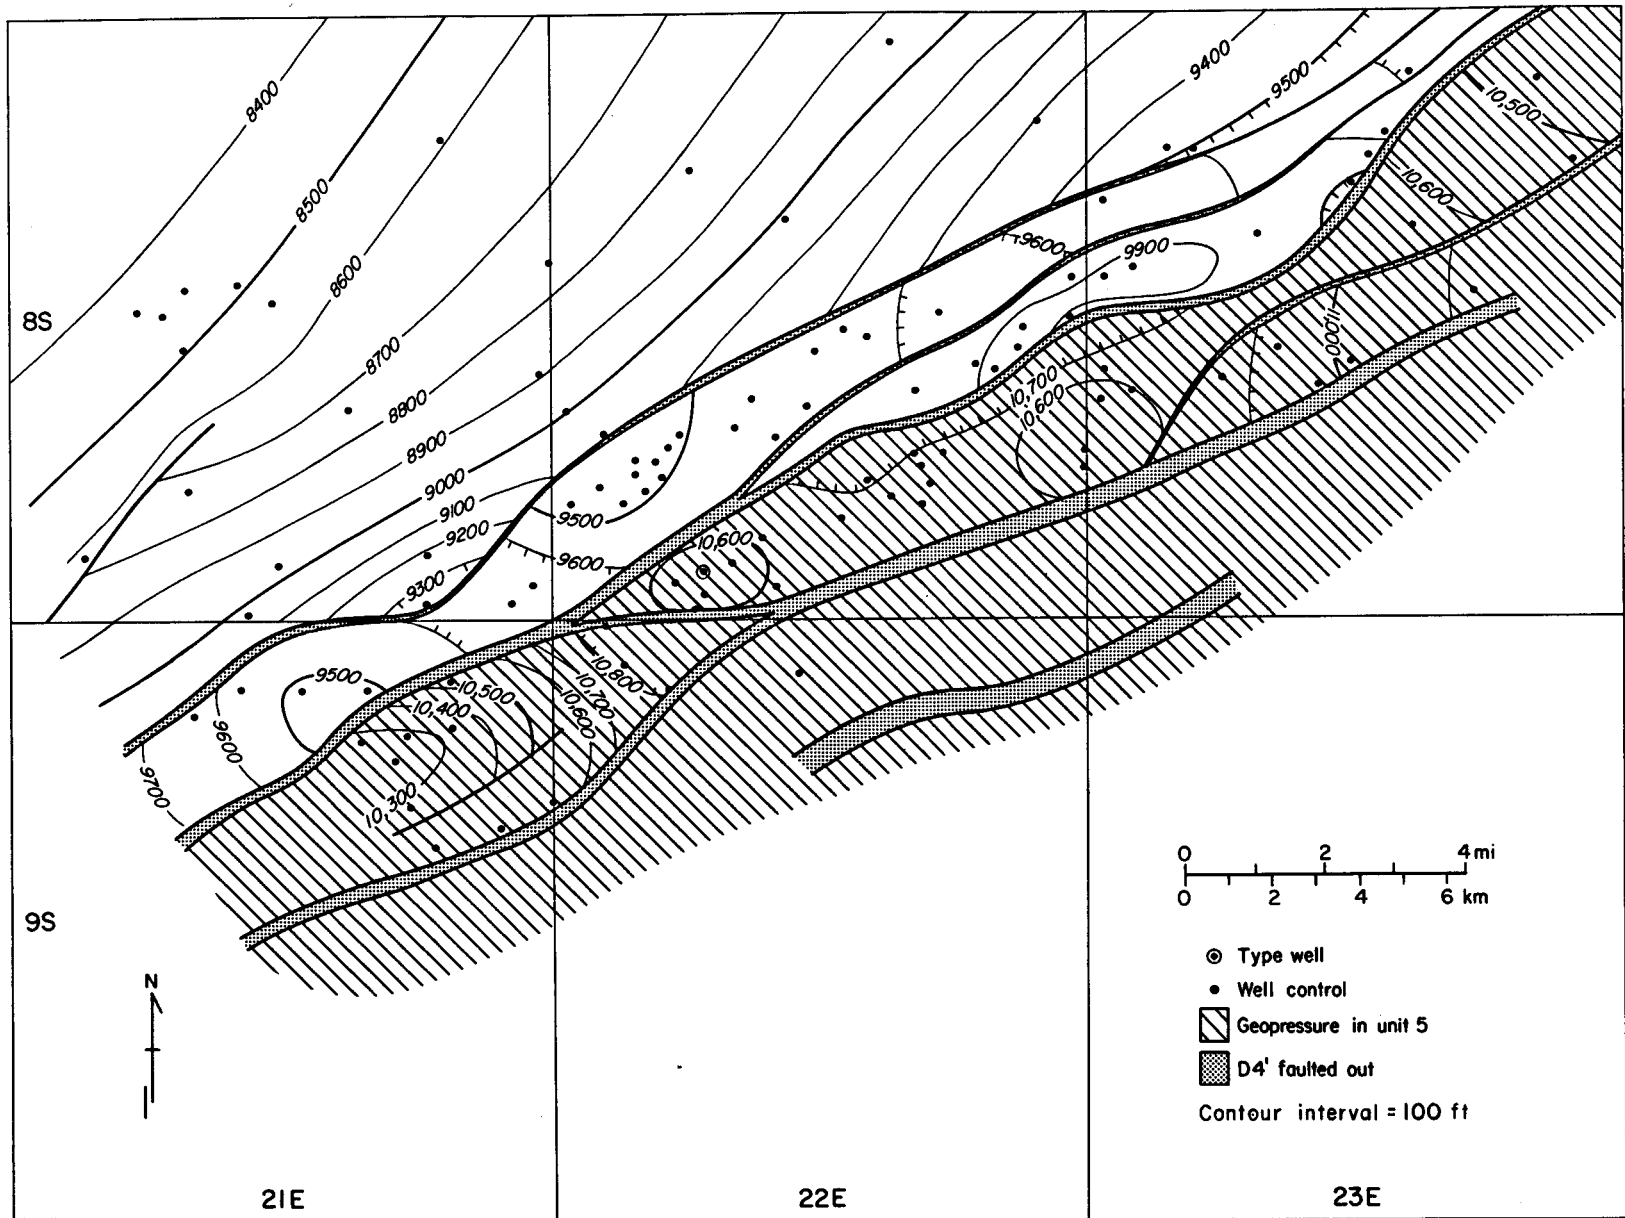 8400
8500
8600
8700
8800
8900
9000
9100
9200
9300
9400
9500
9600
9900
10,500
10,600
11,000
10,700
10,600
9500
9600
10,600
10,800
10,700
10,600
10,500
10,400
10,300
9500
9600
9700
8S
9S
N
0 2 4 mi
0 2 4 6 km
Type well
Well control
Geopressure in unit 5
D4' faulted out
Contour interval = 100 ft
21E
22E
23E